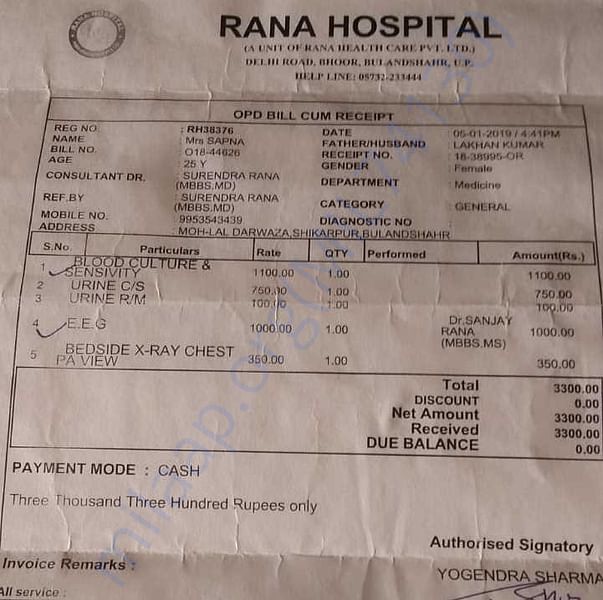 RANA HOSPITAL
RANA HOSPITAL
(A UNIT OF RANA HEALTH CARE PVT. LTD.)
DELHI ROAD, BHOOR, BULANDSHAHR, U.P.
HELP LINE: 05732-233444
OPD BILL CUM RECEIPT
REG NO. : RH38376 DATE : 05-01-2019 / 4:41PM
NAME : Mrs SAPNA FATHER/HUSBAND : LAKHAN KUMAR
BILL NO. : O18-44626 RECEIPT NO. : 18-38995-OR
AGE : 25 Y GENDER : Female
CONSULTANT DR. : SURENDRA RANA (MBBS.MD) DEPARTMENT : Medicine
REF.BY : SURENDRA RANA (MBBS.MD) CATEGORY : GENERAL
MOBILE NO. : 9953543439 DIAGNOSTIC NO :
ADDRESS : MOH-LAL DARWAZA,SHIKARPUR,BULANDSHAHR
S.No. Particulars Rate QTY Performed Amount(Rs.)
1 BLOOD CULTURE & SENSIVITY 1100.00 1.00 1100.00
2 URINE C/S 750.00 1.00 750.00
3 URINE R/M 100.00 1.00 100.00
4 E.E.G 1000.00 1.00 Dr.SANJAY RANA (MBBS.MS) 1000.00
5 BEDSIDE X-RAY CHEST PA VIEW 350.00 1.00 350.00
Total 3300.00
DISCOUNT 0.00
Net Amount 3300.00
Received 3300.00
DUE BALANCE 0.00
PAYMENT MODE : CASH
Three Thousand Three Hundred Rupees only
Authorised Signatory
Invoice Remarks :
YOGENDRA SHARMA
All service :